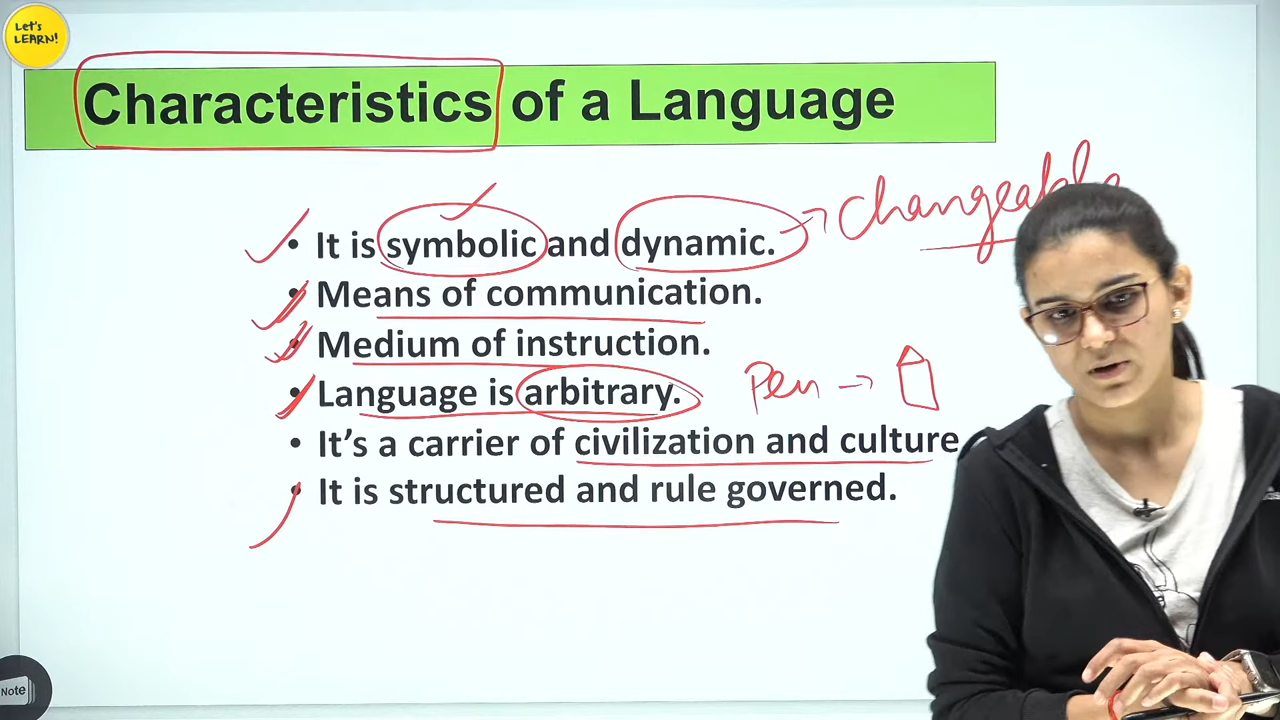 Let's
LEARN!
Characteristics of a Language
changeable
• It is symbolic and dynamic.
• Means of communication.
• Medium of instruction.
• Language is arbitrary.
Pen →
• It's a carrier of civilization and culture
• It is structured and rule governed.
Note